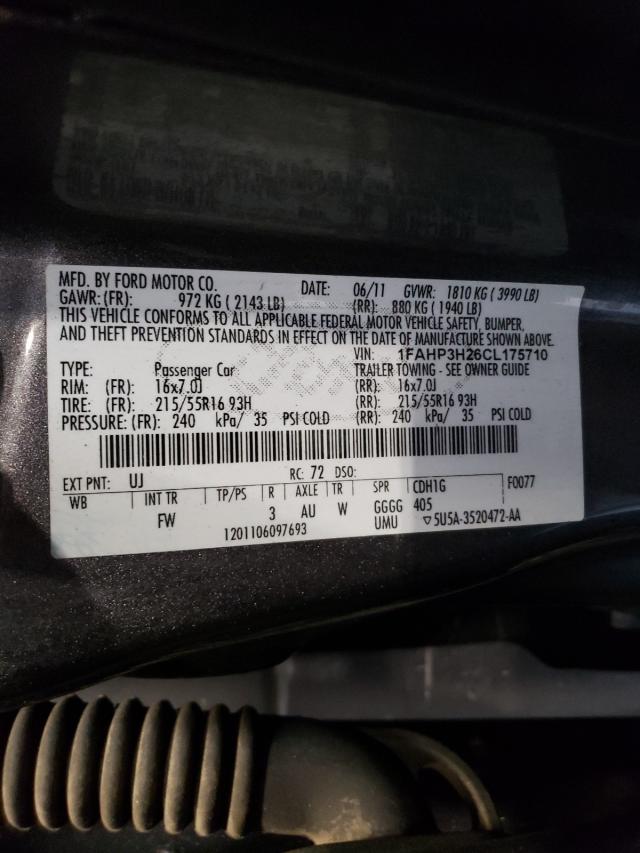 MFD. BY FORD MOTOR CO. DATE: 06/11 GVWR: 1810 KG ( 3990 LB)
GAWR: (FR): 972 KG ( 2143 LB) (RR): 880 KG ( 1940 LB)
THIS VEHICLE CONFORMS TO ALL APPLICABLE FEDERAL MOTOR VEHICLE SAFETY, BUMPER,
AND THEFT PREVENTION STANDARDS IN EFFECT ON THE DATE OF MANUFACTURE SHOWN ABOVE.
VIN: 1FAHP3H26CL175710
TYPE: Passenger Car TRAILER TOWING - SEE OWNER GUIDE
RIM: (FR): 16x7.0J (RR): 16x7.0J
TIRE: (FR): 215/55R16 93H (RR): 215/55R16 93H
PRESSURE: (FR): 240 kPa/ 35 PSI COLD (RR): 240 kPa/ 35 PSI COLD
EXT PNT: UJ RC: 72 DSO: F0077
WB INT TR TP/PS R AXLE TR SPR CDH1G
FW 3 AU W GGGG 405
1201106097693 UMU ▽5U5A-3520472-AA